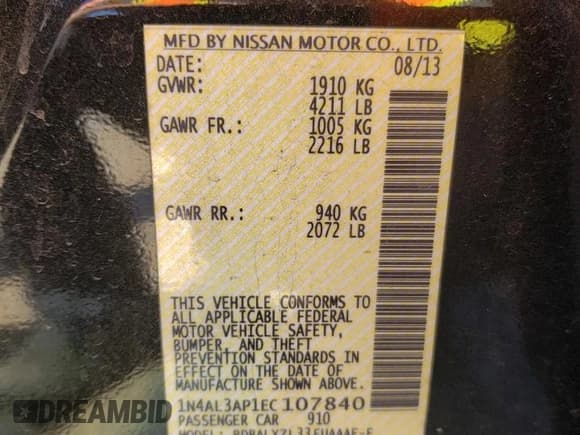 MFD BY NISSAN MOTOR CO., LTD.
DATE: 08/13
GVWR: 1910 KG
4211 LB
GAWR FR.: 1005 KG
2216 LB
GAWR RR.: 940 KG
2072 LB
THIS VEHICLE CONFORMS TO
ALL APPLICABLE FEDERAL
MOTOR VEHICLE SAFETY,
BUMPER, AND THEFT
PREVENTION STANDARDS IN
EFFECT ON THE DATE OF
MANUFACTURE SHOWN ABOVE.
1N4AL3AP1EC107840
PASSENGER CAR 910
MODEL:
DREAMBID